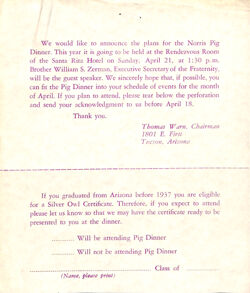 We would like to announce the plans for the Norris Pig
Dinner. This year it is going to be held at the Rendezvous Room
of the Santa Rita Hotel on Sunday, April 21, at 1:30 p.m.
Brother William S. Zerman, Executive Secretary of the Fraternity,
will be the guest speaker. We sincerely hope that, if possible, you
can fit the Pig Dinner into your schedule of events for the month
of April. If you plan to attend, please tear below the perforation
and send your acknowledgment to us before April 18.
Thank you.
Thomas Warn, Chairman
1801 E. First
Tucson, Arizona
If you graduated from Arizona before 1937 you are eligible
for a Silver Owl Certificate. Therefore, if you expect to attend
please let us know so that we may have the certificate ready to be
presented to you at the dinner.
............ Will be attending Pig Dinner
............ Will not be attending Pig Dinner
Class of
(Name, please print)